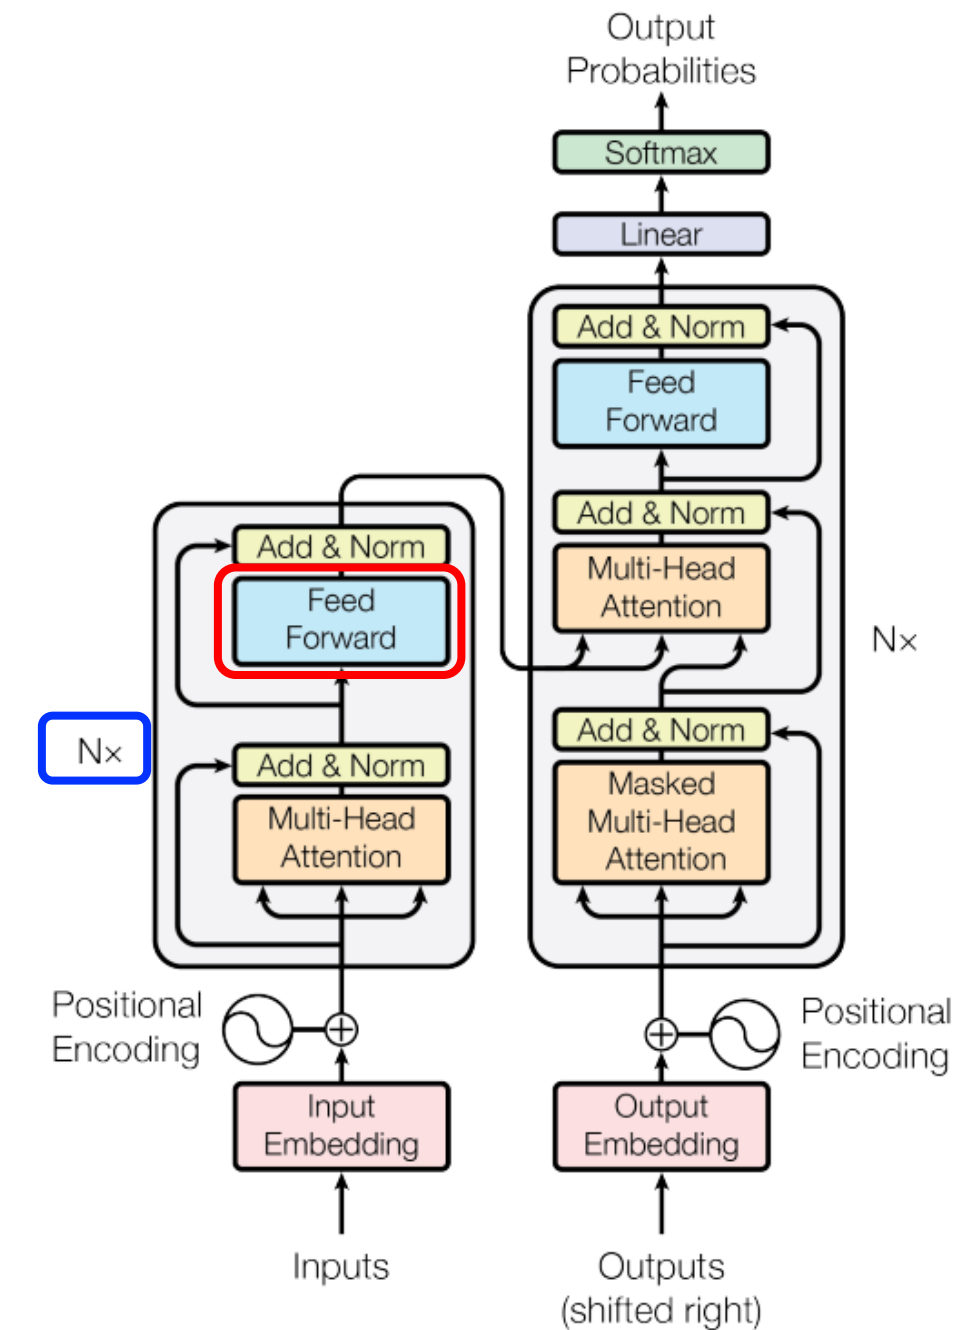 Output
Probabilities
Softmax
Linear
Add & Norm
Feed
Forward
Add & Norm
Multi-Head
Attention
Nx
Add & Norm
Masked
Multi-Head
Attention
Add & Norm
Feed
Forward
N×
Add & Norm
Multi-Head
Attention
Positional
Encoding
Positional
Encoding
Input
Embedding
Output
Embedding
Inputs
Outputs
(shifted right)